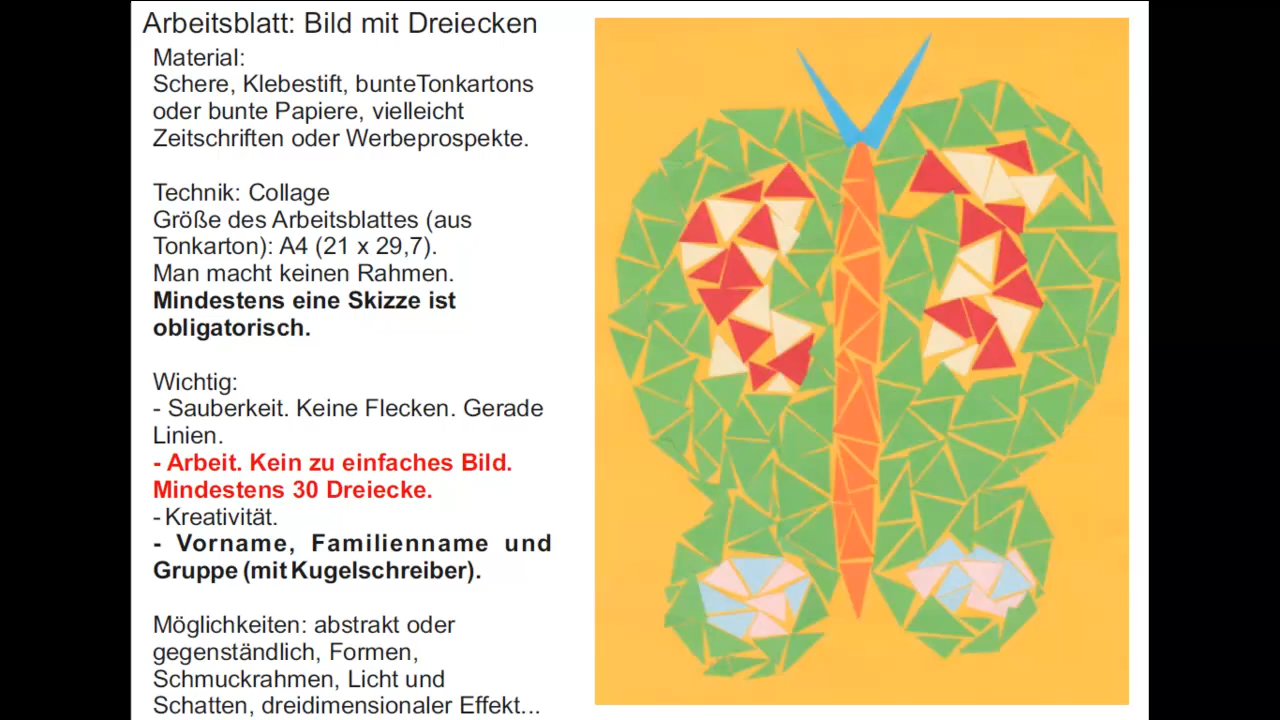 Arbeitsblatt: Bild mit Dreiecken
Material:
Schere, Klebestift, bunteTonkartons
oder bunte Papiere, vielleicht
Zeitschriften oder Werbeprospekte.
Technik: Collage
Größe des Arbeitsblattes (aus
Tonkarton): A4 (21 x 29,7).
Man macht keinen Rahmen.
Mindestens eine Skizze ist
obligatorisch.
Wichtig:
- Sauberkeit. Keine Flecken. Gerade
Linien.
- Arbeit. Kein zu einfaches Bild.
Mindestens 30 Dreiecke.
- Kreativität.
- Vorname, Familienname und
Gruppe (mit Kugelschreiber).
Möglichkeiten: abstrakt oder
gegenständlich, Formen,
Schmuckrahmen, Licht und
Schatten, dreidimensionaler Effekt...